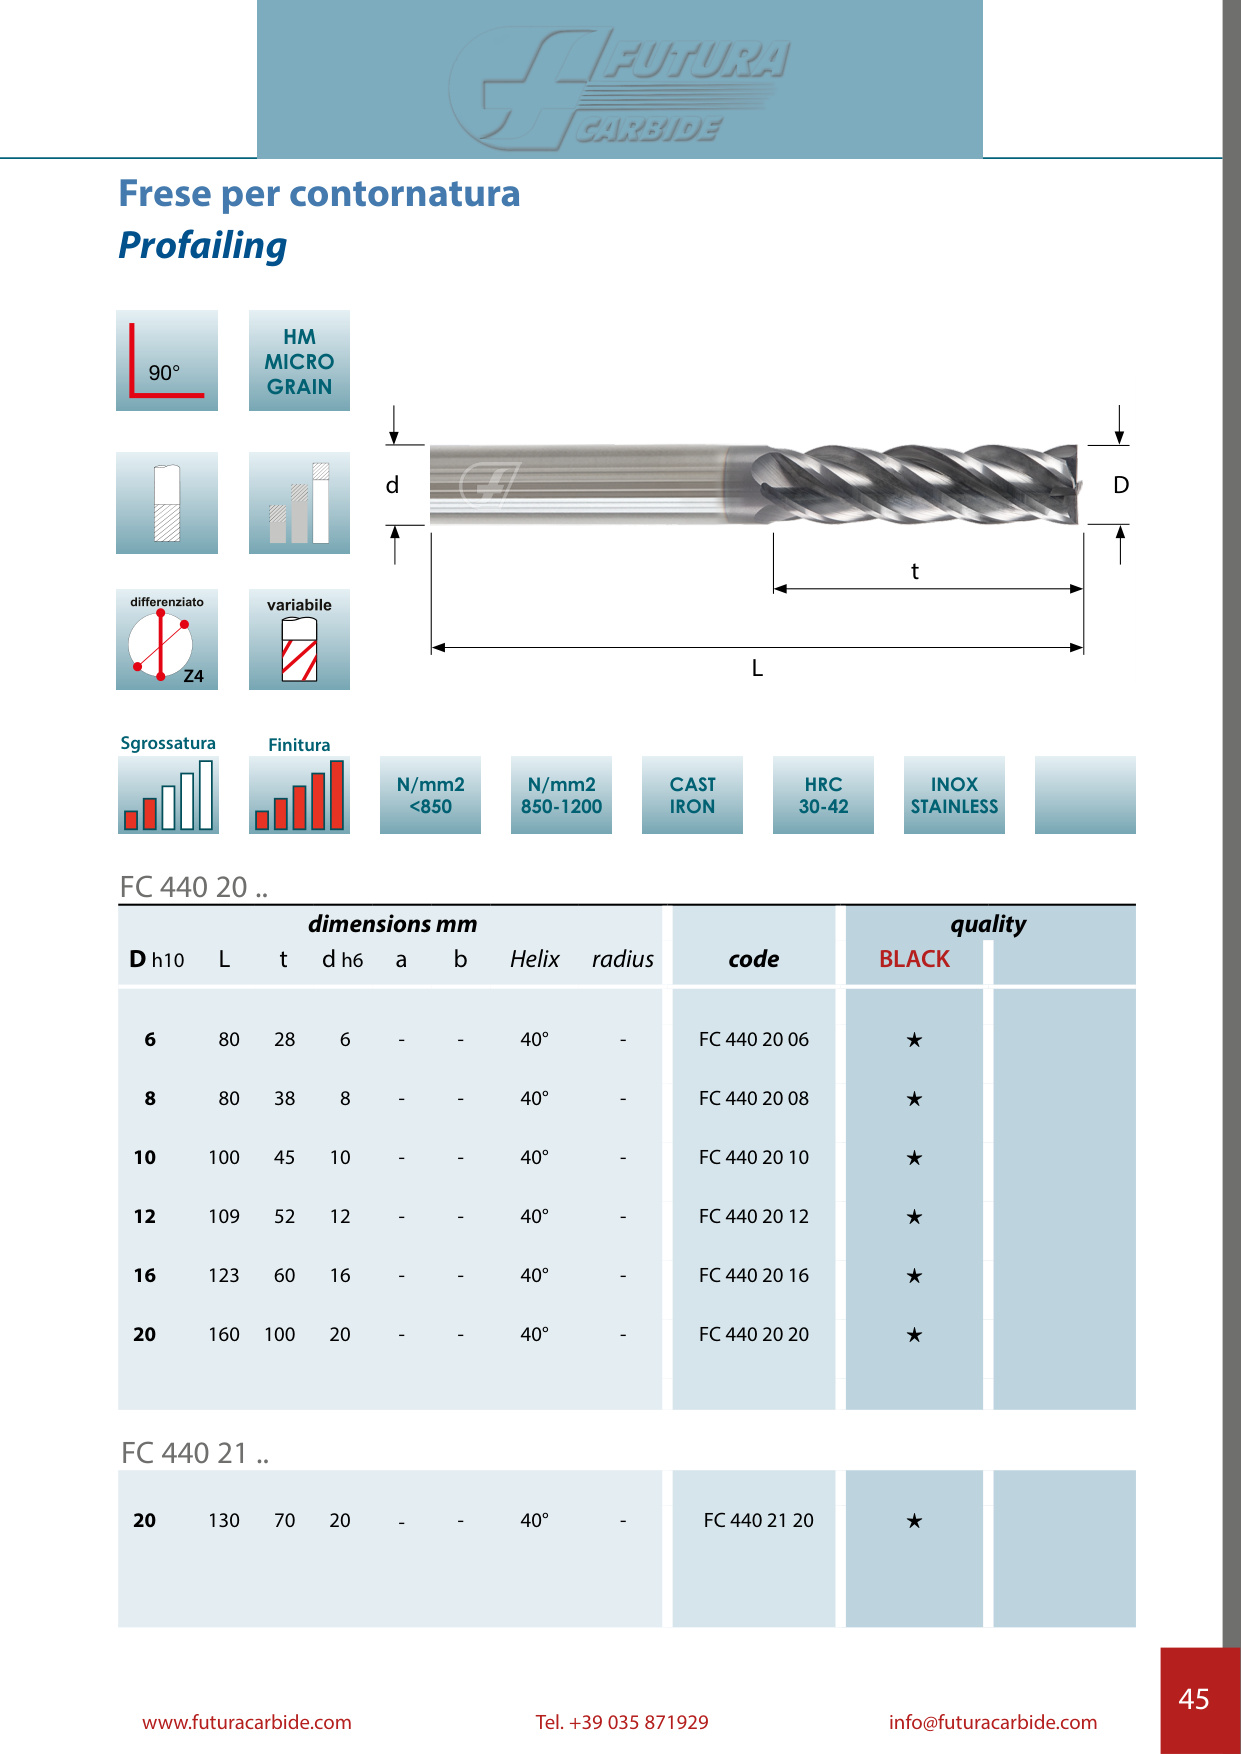 FUTURA
CARBIDE
Frese per contornatura
Profailing
90°
HM
MICRO
GRAIN
d
D
t
L
differenziato
Z4
variabile
Sgrossatura
Finitura
N/mm2
<850
N/mm2
850-1200
CAST
IRON
HRC
30-42
INOX
STAINLESS
FC 440 20 ..
dimensions mm quality
D h10 L t d h6 a b Helix radius code BLACK
6 80 28 6 - - 40° - FC 440 20 06 ★
8 80 38 8 - - 40° - FC 440 20 08 ★
10 100 45 10 - - 40° - FC 440 20 10 ★
12 109 52 12 - - 40° - FC 440 20 12 ★
16 123 60 16 - - 40° - FC 440 20 16 ★
20 160 100 20 - - 40° - FC 440 20 20 ★
FC 440 21 ..
20 130 70 20 - - 40° - FC 440 21 20 ★
45
www.futuracarbide.com Tel. +39 035 871929 info@futuracarbide.com